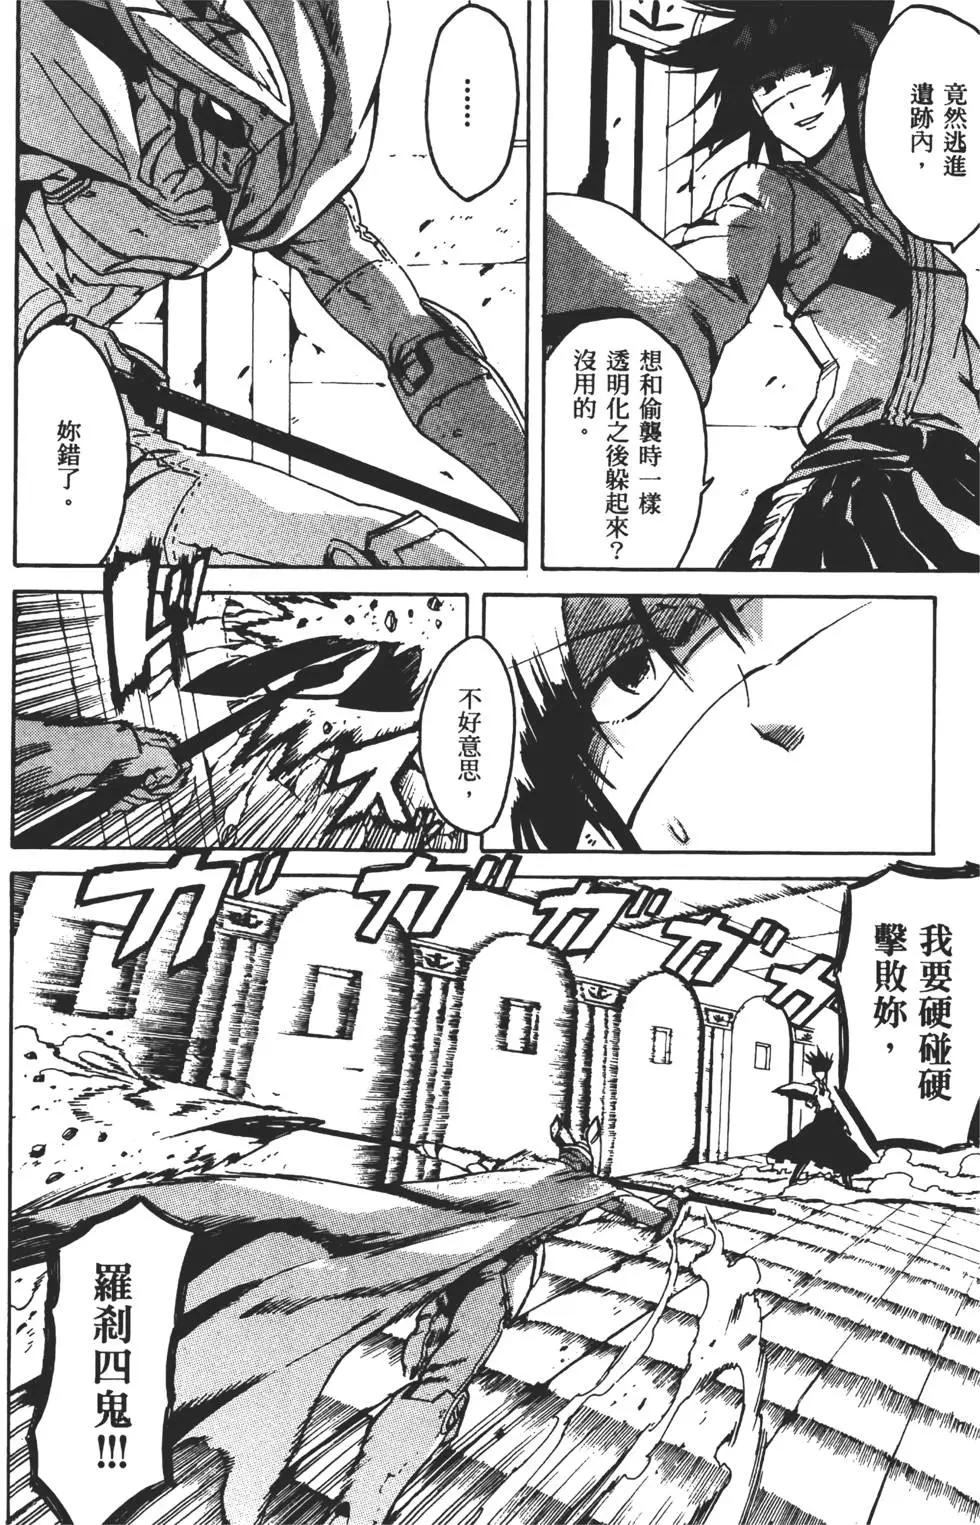 竟然逃進
遺跡內，
想和偷襲時一樣
透明化之後躲起來？
沒用的。
……
妳錯了。
不好意思，
ドス
我要硬碰硬
擊敗妳，
ガガガガ
羅剎四鬼!!!